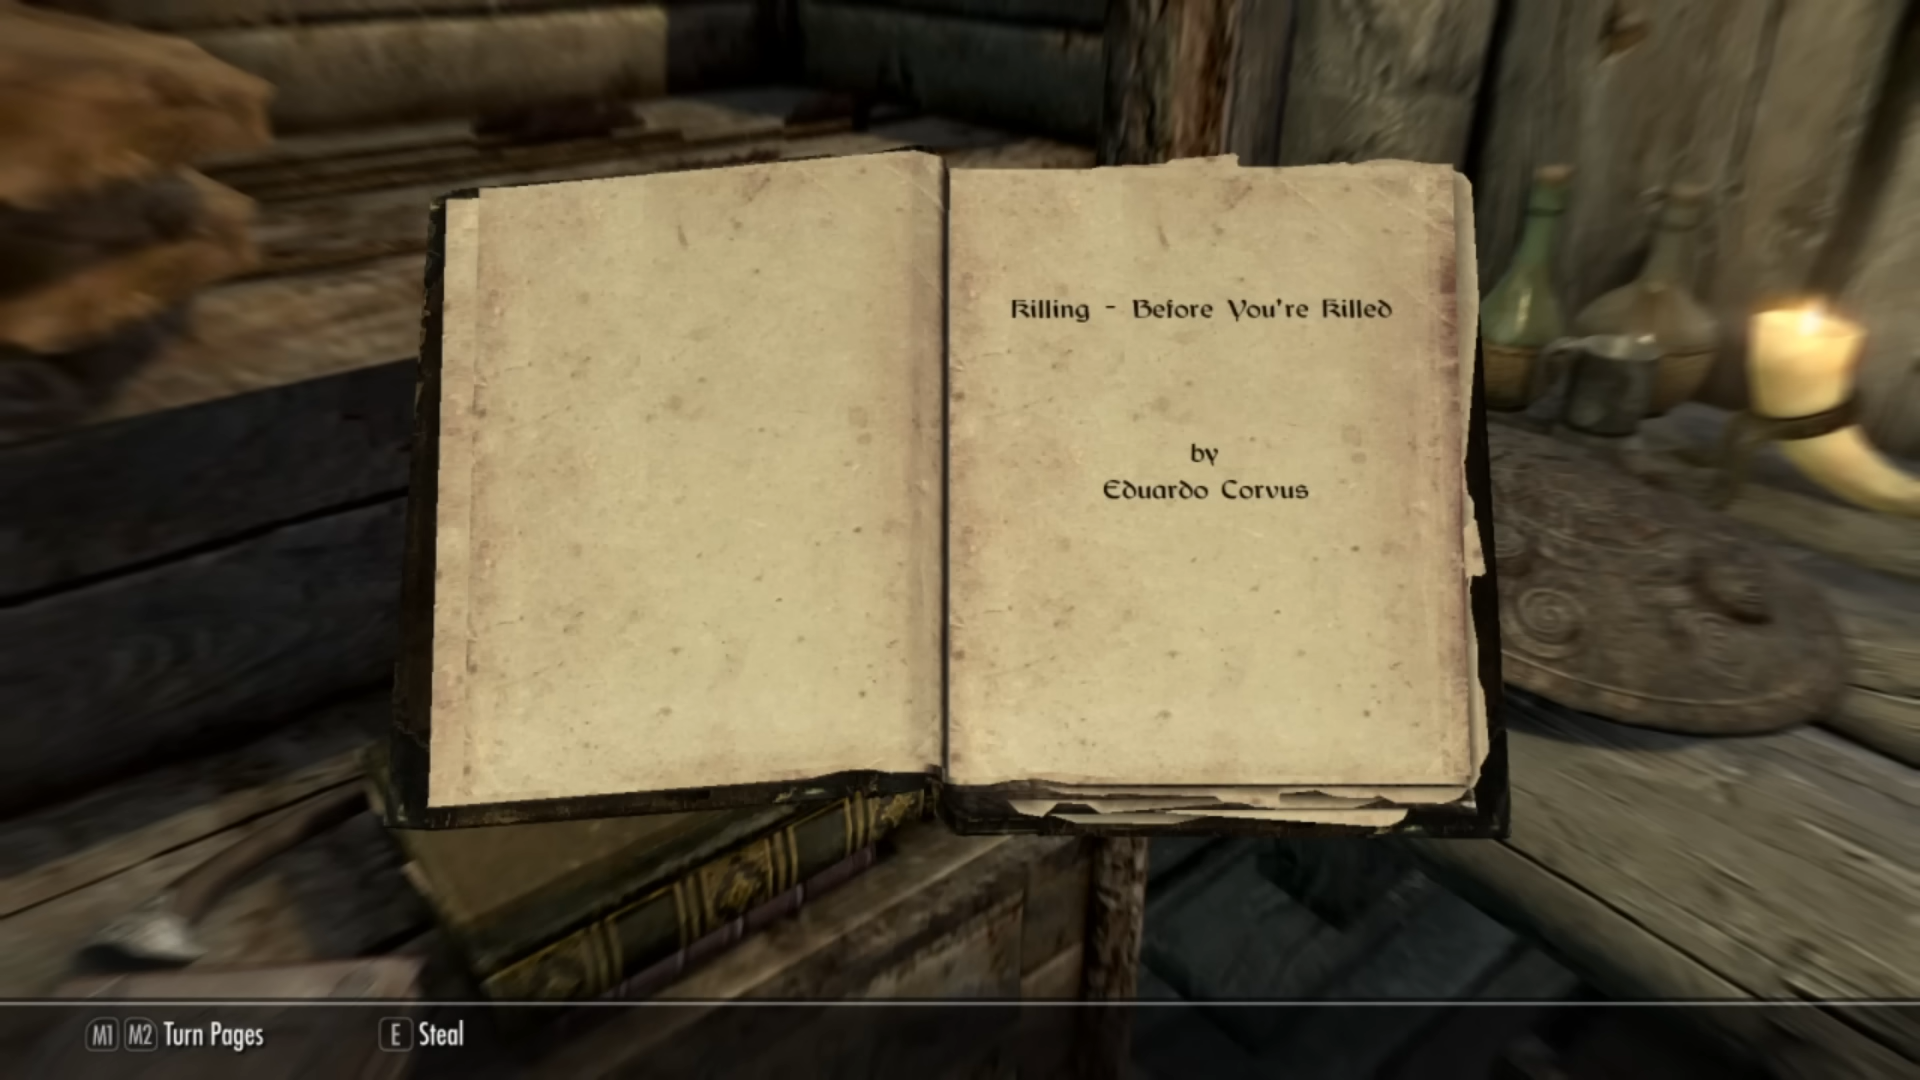 Killing - Before You're Killed
by
Eduardo Corvus
M1 M2 Turn Pages
E Steal